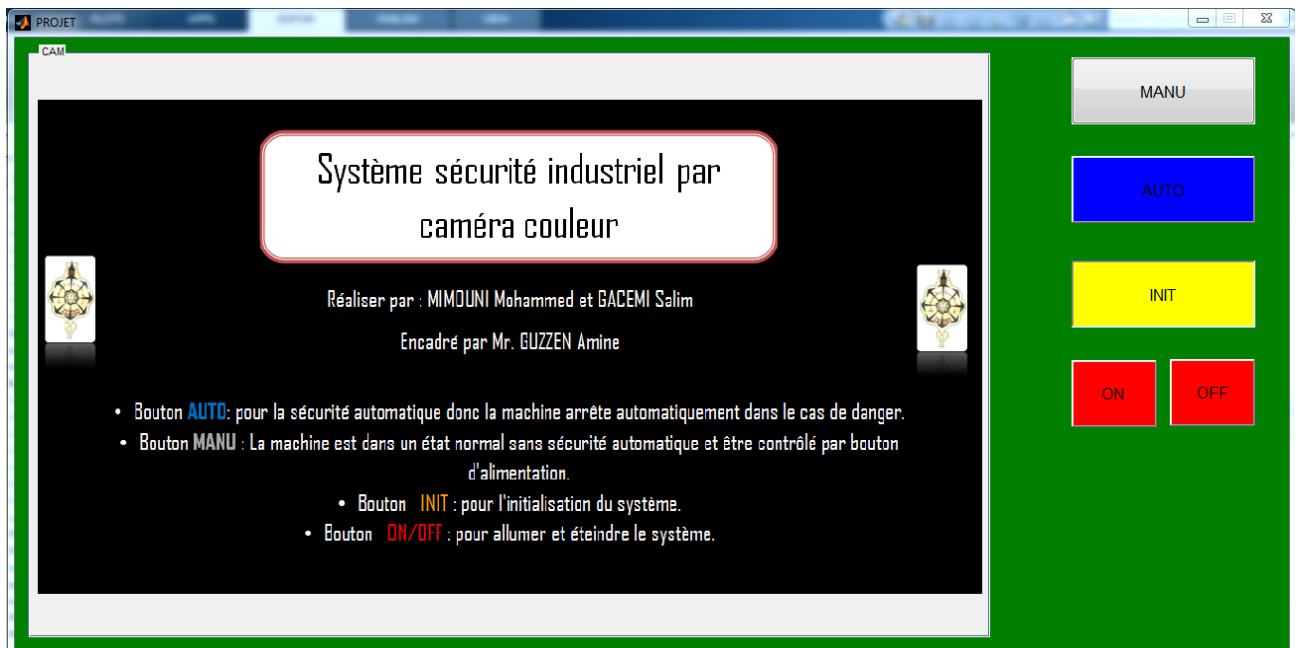 PROJET
CAM
Système sécurité industriel par
caméra couleur
Réaliser par : MIMOUNI Mohammed et GACEMI Salim
Encadré par Mr. GUZZEN Amine
• Bouton AUTO: pour la sécurité automatique donc la machine arrête automatiquement dans le cas de danger.
• Bouton MANU : La machine est dans un état normal sans sécurité automatique et être contrôlé par bouton
d'alimentation.
• Bouton INIT : pour l'initialisation du système.
• Bouton ON/OFF : pour allumer et éteindre le système.
MANU
AUTO
INIT
ON OFF